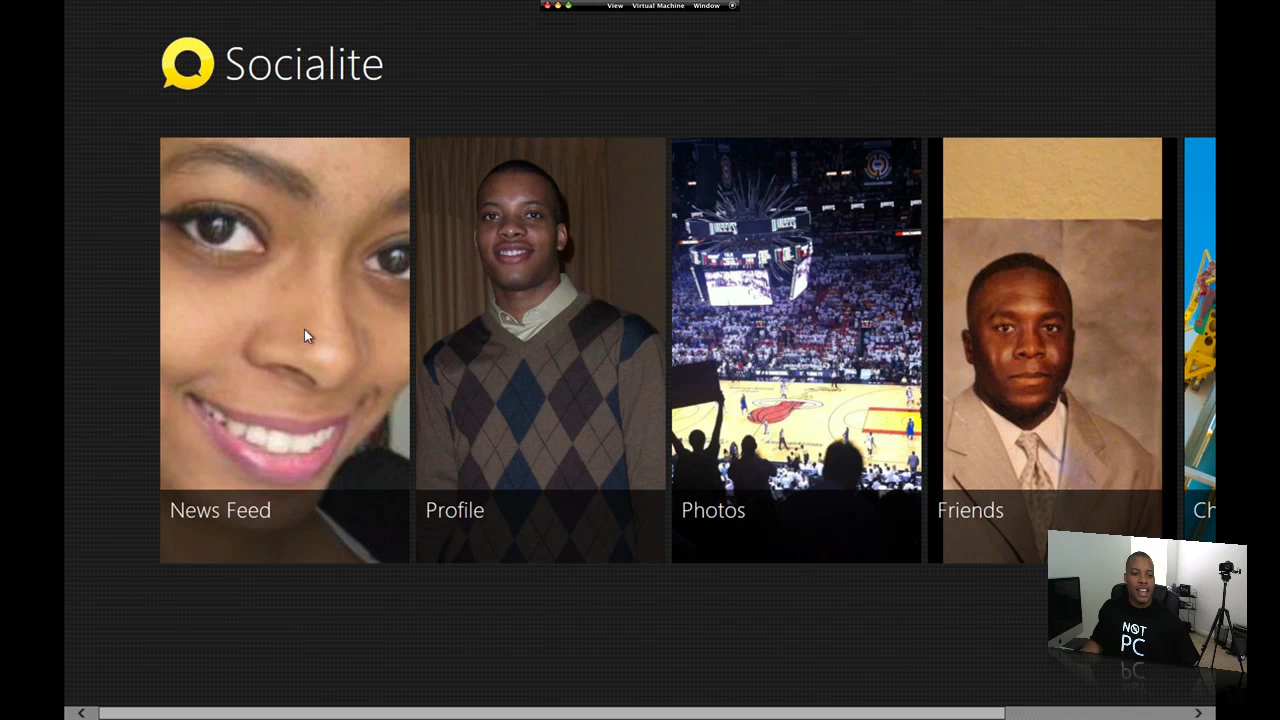 View Virtual Machine Window
Socialite
News Feed
Profile
Photos
Friends
Ch
NOT
PC